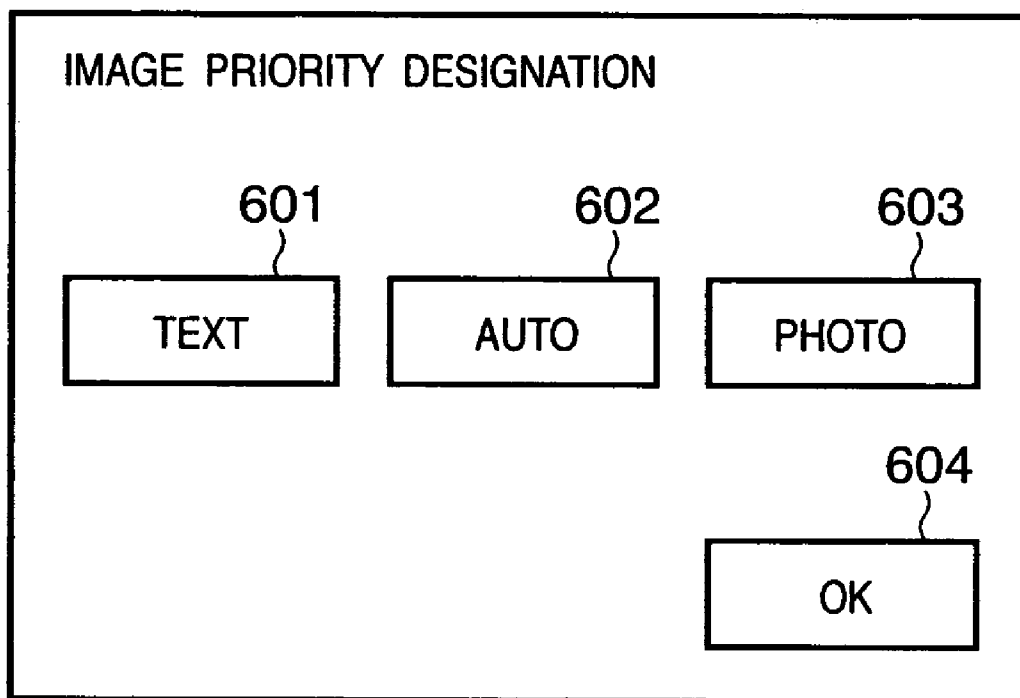 IMAGE PRIORITY DESIGNATION
601
602
603
TEXT
AUTO
PHOTO
604
OK